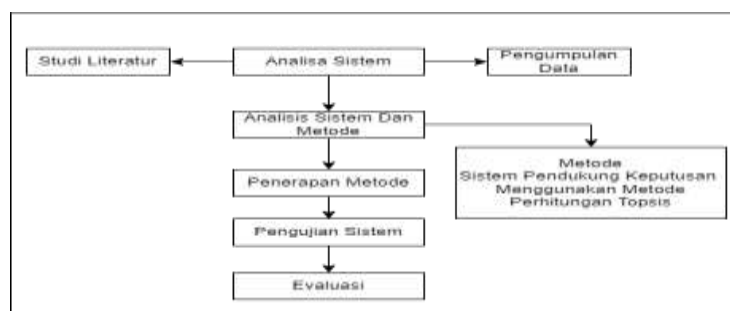 Studi Literatur
Analisa Sistem
Pengumpulan
Data
Analisis Sistem Dan
Metode
Metode
Sistem Pendukung Keputusan
Menggunakan Metode
Perhitungan Topsis
Penerapan Metode
Pengujian Sistem
Evaluasi